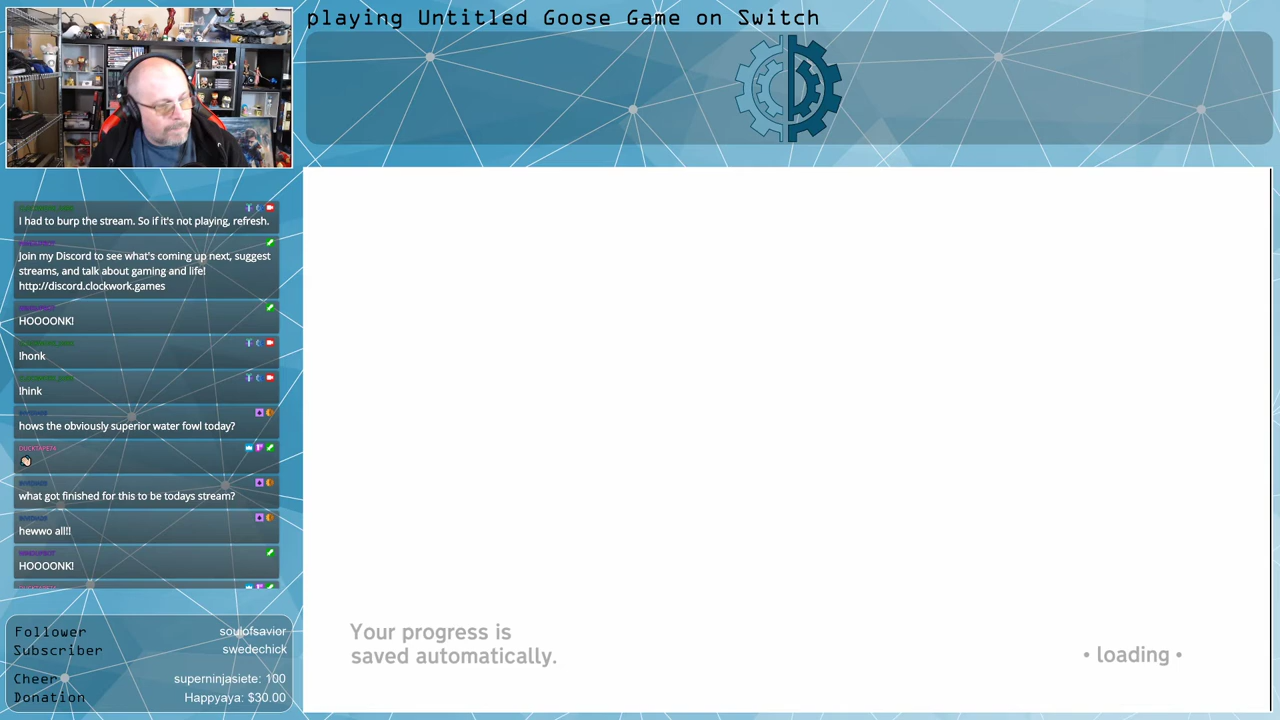 playing Untitled Goose Game on Switch
I had to burp the stream. So if it's not playing, refresh.
Join my Discord to see what's coming up next, suggest
streams, and talk about gaming and life!
http://discord.clockwork.games
HOOOONK!
!honk
!hink
hows the obviously superior water fowl today?
DUCKTAPE74
what got finished for this to be todays stream?
hewwo all!!
HOOOONK!
Follower soulofsavior
Subscriber swedechick
Cheer superninjasiete: 100
Donation Happyaya: $30.00
Your progress is
saved automatically.
• loading •